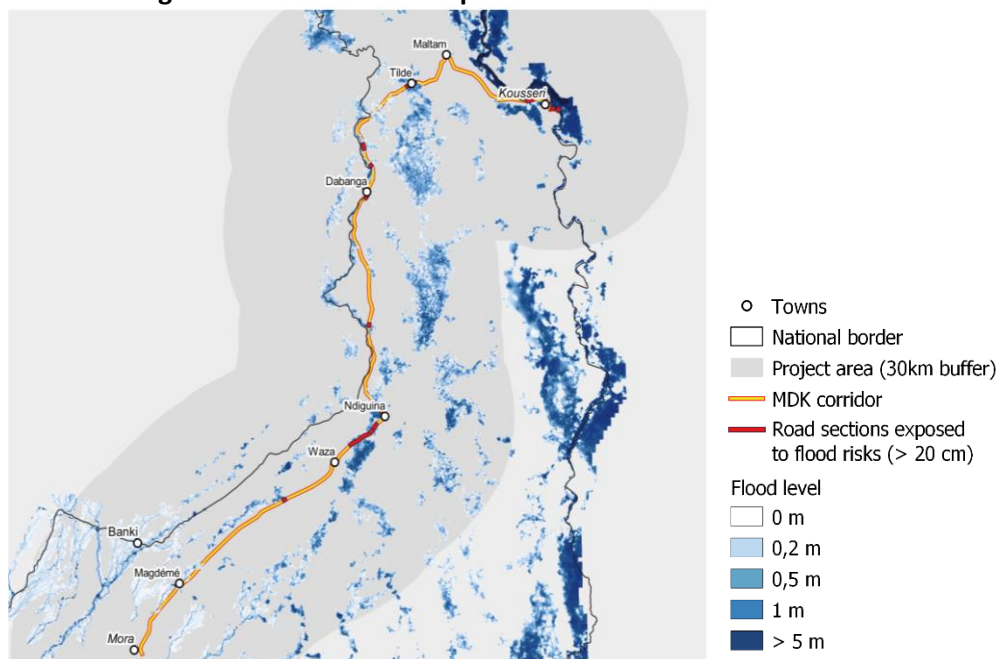 Maltam
Tilde
Kousseri
Dabanga
Ndiguina
Waza
Banki
Magdémé
Mora
Towns
National border
Project area (30km buffer)
MDK corridor
Road sections exposed
to flood risks (> 20 cm)
Flood level
0 m
0,2 m
0,5 m
1 m
> 5 m